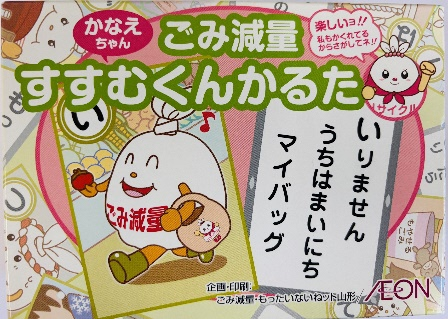 かなえ
ちゃん
ごみ減量
すすむくんかるた
楽しいョ!!
私もかくれてる
からさがしてネ!!
リサイクル
い
ごみ減量
いりません
うちはまいにち
マイバッグ
企画・印刷:
ごみ減量・もったいないねット山形
ÆON